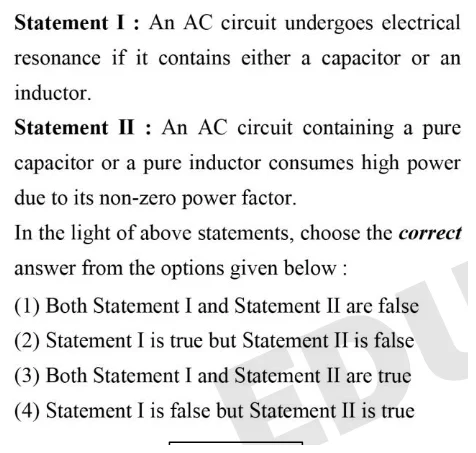 Statement I : An AC circuit undergoes electrical
resonance if it contains either a capacitor or an
inductor.
Statement II : An AC circuit containing a pure
capacitor or a pure inductor consumes high power
due to its non-zero power factor.
In the light of above statements, choose the correct
answer from the options given below :
(1) Both Statement I and Statement II are false
(2) Statement I is true but Statement II is false
(3) Both Statement I and Statement II are true
(4) Statement I is false but Statement II is true
EDU